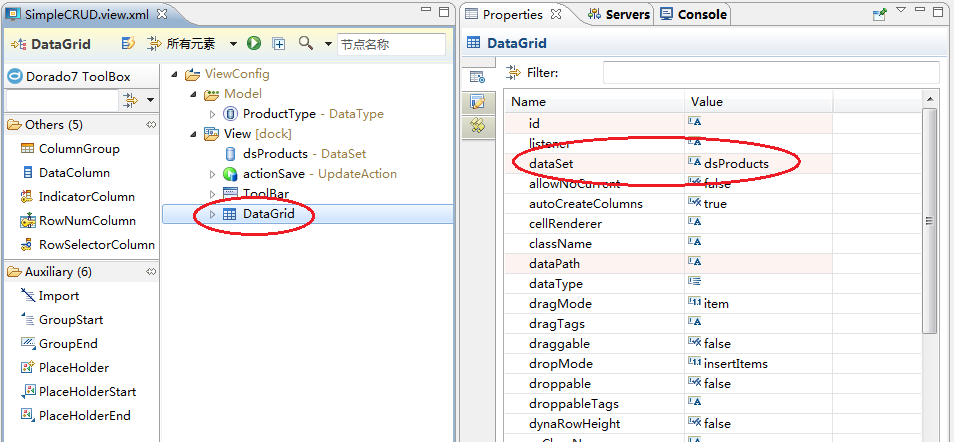 SimpleCRUD.view.xml
DataGrid
所有元素
节点名称
Dorado7 ToolBox
Others (5)
ColumnGroup
DataColumn
IndicatorColumn
RowNumColumn
RowSelectorColumn
Auxiliary (6)
Import
GroupStart
GroupEnd
PlaceHolder
PlaceHolderStart
PlaceHolderEnd
ViewConfig
Model
ProductType - DataType
View [dock]
dsProducts - DataSet
actionSave - UpdateAction
ToolBar
DataGrid
Properties
Servers
Console
DataGrid
Filter:
Name Value
id
listener
dataSet dsProducts
allowNoCurrent false
autoCreateColumns true
cellRenderer
className
dataPath
dataType
dragMode item
dragTags
draggable false
dropMode insertItems
droppable false
droppableTags
dynaRowHeight false